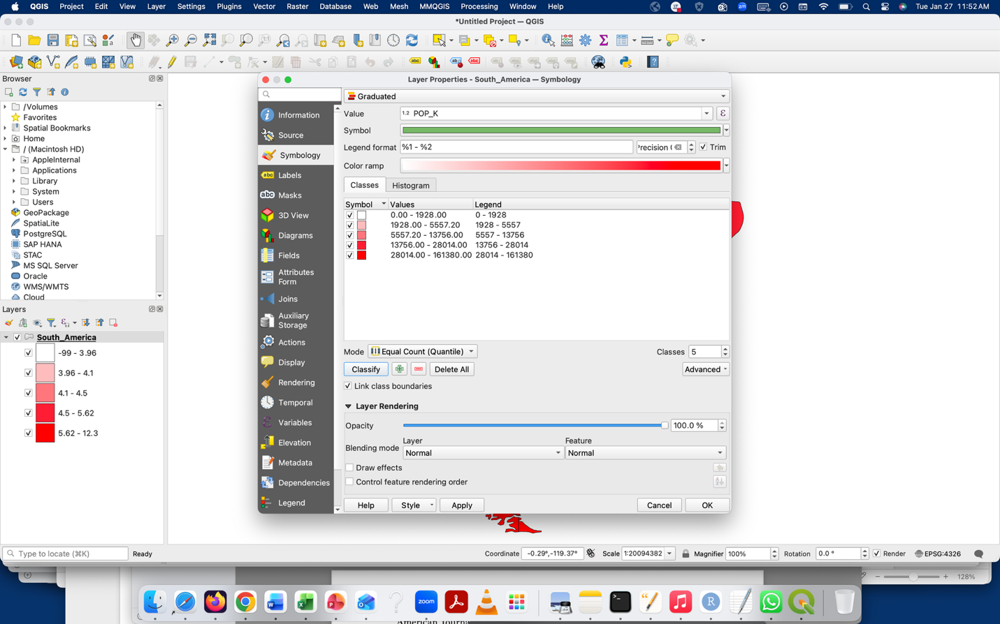 QGIS Project Edit View Layer Settings Plugins Vector Raster Database Web Mesh MMQGIS Processing Window Help Tue Jan 27 11:52 AM
*Untitled Project — QGIS
Browser
/Volumes
Favorites
Spatial Bookmarks
Home
/ (Macintosh HD)
AppleInternal
Applications
Library
System
Users
GeoPackage
SpatiaLite
PostgreSQL
SAP HANA
STAC
MS SQL Server
Oracle
WMS/WMTS
Cloud
Layers
South_America
-99 - 3.96
3.96 - 4.1
4.1 - 4.5
4.5 - 5.62
5.62 - 12.3
Layer Properties - South_America — Symbology
Information
Source
Symbology
Labels
Masks
3D View
Diagrams
Fields
Attributes
Form
Joins
Auxiliary
Storage
Actions
Display
Rendering
Temporal
Variables
Elevation
Metadata
Dependencies
Legend
Graduated
Value 1.2 POP_K ε
Symbol
Legend format %1 - %2 Precision Trim
Color ramp
Classes Histogram
Symbol Values Legend
0.00 - 1928.00 0 - 1928
1928.00 - 5557.20 1928 - 5557
5557.20 - 13756.00 5557 - 13756
13756.00 - 28014.00 13756 - 28014
28014.00 - 161380.00 28014 - 161380
Mode Equal Count (Quantile) Classes 5
Classify Delete All Advanced
Link class boundaries
Layer Rendering
Opacity 100.0 %
Layer Feature
Blending mode Normal Normal
Draw effects
Control feature rendering order
Help Style Apply Cancel OK
Type to locate (⌘K) Ready Coordinate -0.29°,-119.37° Scale 1:20094382 Magnifier 100% Rotation 0.0 ° Render EPSG:4326
128%
zoom
American Journa